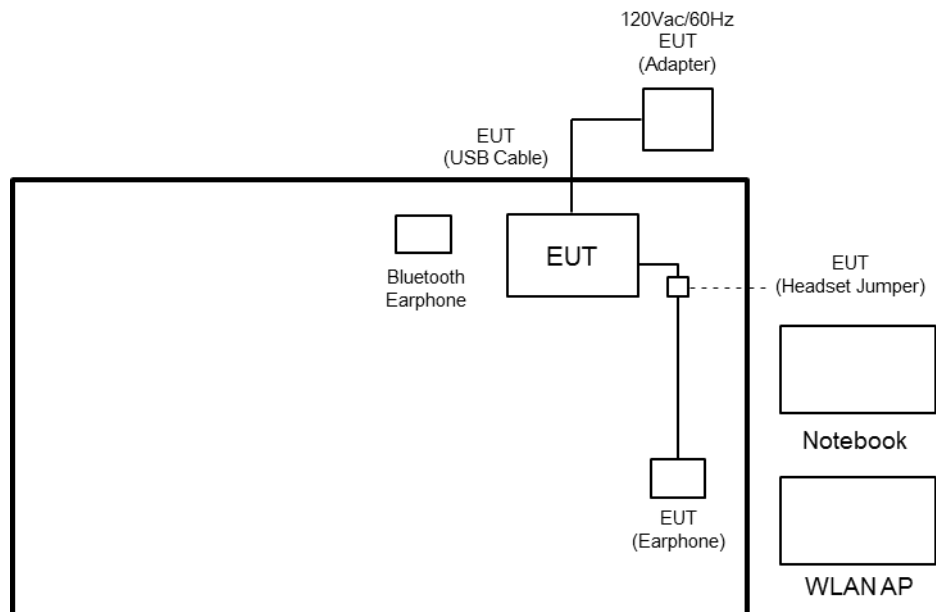 120Vac/60Hz
EUT
(Adapter)
EUT
(USB Cable)
EUT
Bluetooth
Earphone
EUT
(Headset Jumper)
Notebook
EUT
(Earphone)
WLAN AP